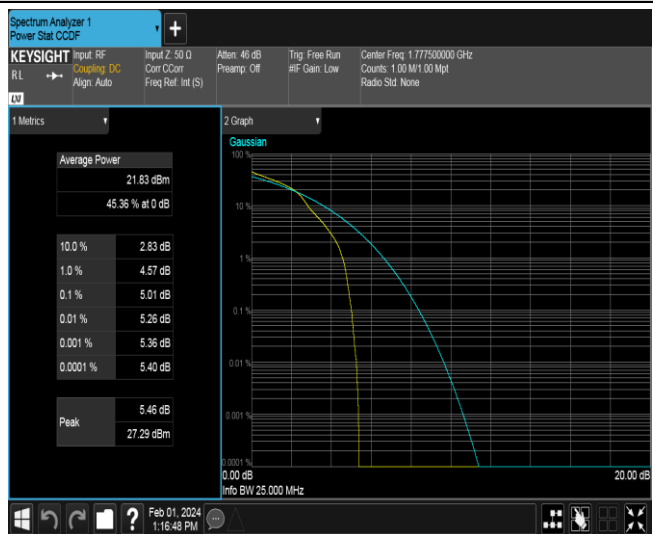 Spectrum Analyzer 1
Power Stat CCDF
+
KEYSIGHT
Input: RF
Coupling: DC
Align: Auto
Input Z: 50 Ω
Corr CCorr
Freq Ref: Int (S)
Atten: 46 dB
Preamp: Off
Trig: Free Run
#IF Gain: Low
Center Freq: 1.777500000 GHz
Counts: 1.00 M/1.00 Mpt
Radio Std: None
R L
LXI
1 Metrics
2 Graph
Average Power
21.83 dBm
45.36 % at 0 dB
10.0 % 2.83 dB
1.0 % 4.57 dB
0.1 % 5.01 dB
0.01 % 5.26 dB
0.001 % 5.36 dB
0.0001 % 5.40 dB
Peak
5.46 dB
27.29 dBm
Gaussian
100 %
10 %
1 %
0.1 %
0.01 %
0.001 %
0.0001 %
0.00 dB 20.00 dB
Info BW 25.000 MHz
?
Feb 01, 2024
1:16:48 PM